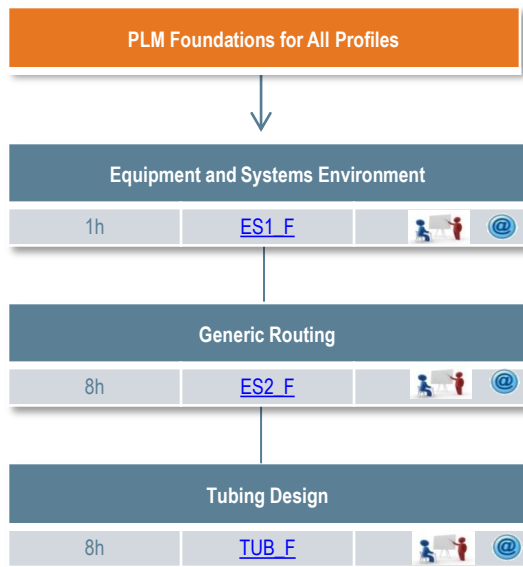 PLM Foundations for All Profiles
Equipment and Systems Environment
1h ES1_F @
Generic Routing
8h ES2_F @
Tubing Design
8h TUB_F @